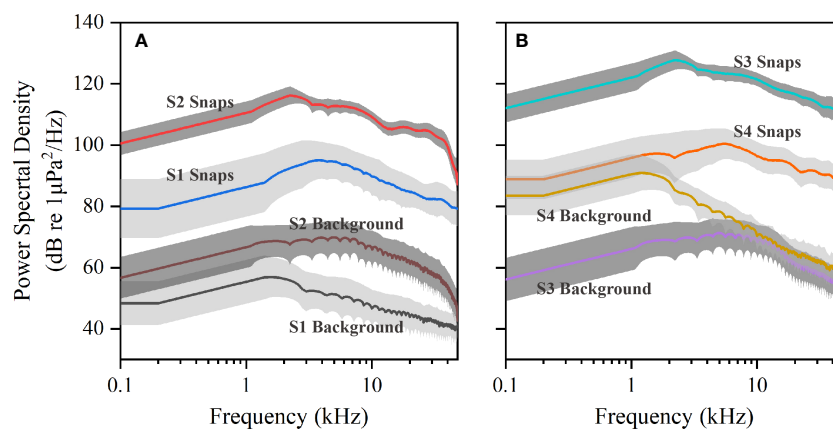 A
B
140
120
100
80
60
40
Power Specrtal Density
(dB re 1μPa²/Hz)
S2 Snaps
S1 Snaps
S2 Background
S1 Background
S3 Snaps
S4 Snaps
S4 Background
S3 Background
0.1 1 10
0.1 1 10
Frequency (kHz)
Frequency (kHz)